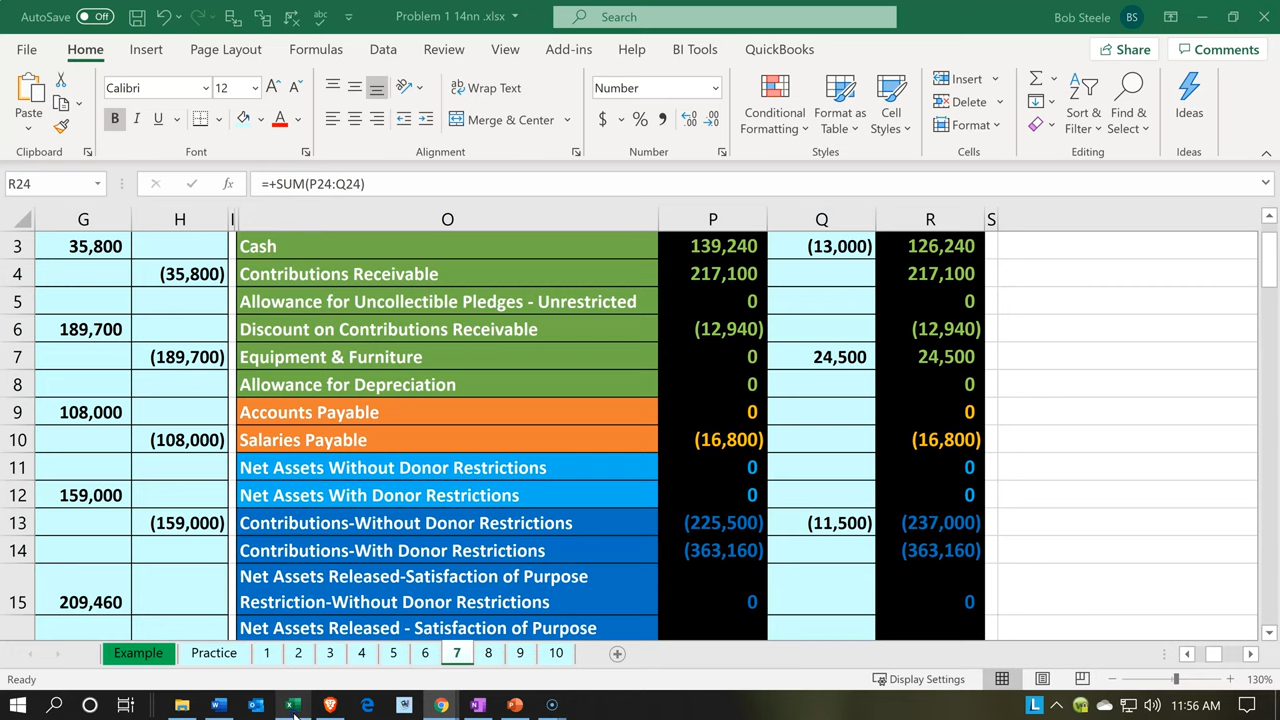 AutoSave Off Problem 1 14nn .xlsx Search Bob Steele BS
File Home Insert Page Layout Formulas Data Review View Add-ins Help BI Tools QuickBooks Share Comments
Calibri 12 Wrap Text Number Insert
Paste B I U A Merge & Center $ % Conditional Formatting Format as Table Cell Styles Delete Format Sort & Filter Find & Select Ideas
Clipboard Font Alignment Number Styles Cells Editing Ideas
R24 fx =+SUM(P24:Q24)
G H I O P Q R S
3 35,800 Cash 139,240 (13,000) 126,240
4 (35,800) Contributions Receivable 217,100 217,100
5 Allowance for Uncollectible Pledges - Unrestricted 0 0
6 189,700 Discount on Contributions Receivable (12,940) (12,940)
7 (189,700) Equipment & Furniture 0 24,500 24,500
8 Allowance for Depreciation 0 0
9 108,000 Accounts Payable 0 0
10 (108,000) Salaries Payable (16,800) (16,800)
11 Net Assets Without Donor Restrictions 0 0
12 159,000 Net Assets With Donor Restrictions 0 0
13 (159,000) Contributions-Without Donor Restrictions (225,500) (11,500) (237,000)
14 Contributions-With Donor Restrictions (363,160) (363,160)
Net Assets Released-Satisfaction of Purpose
15 209,460 Restriction-Without Donor Restrictions 0 0
Net Assets Released - Satisfaction of Purpose
Example Practice 1 2 3 4 5 6 7 8 9 10
Ready Display Settings 130%
11:56 AM